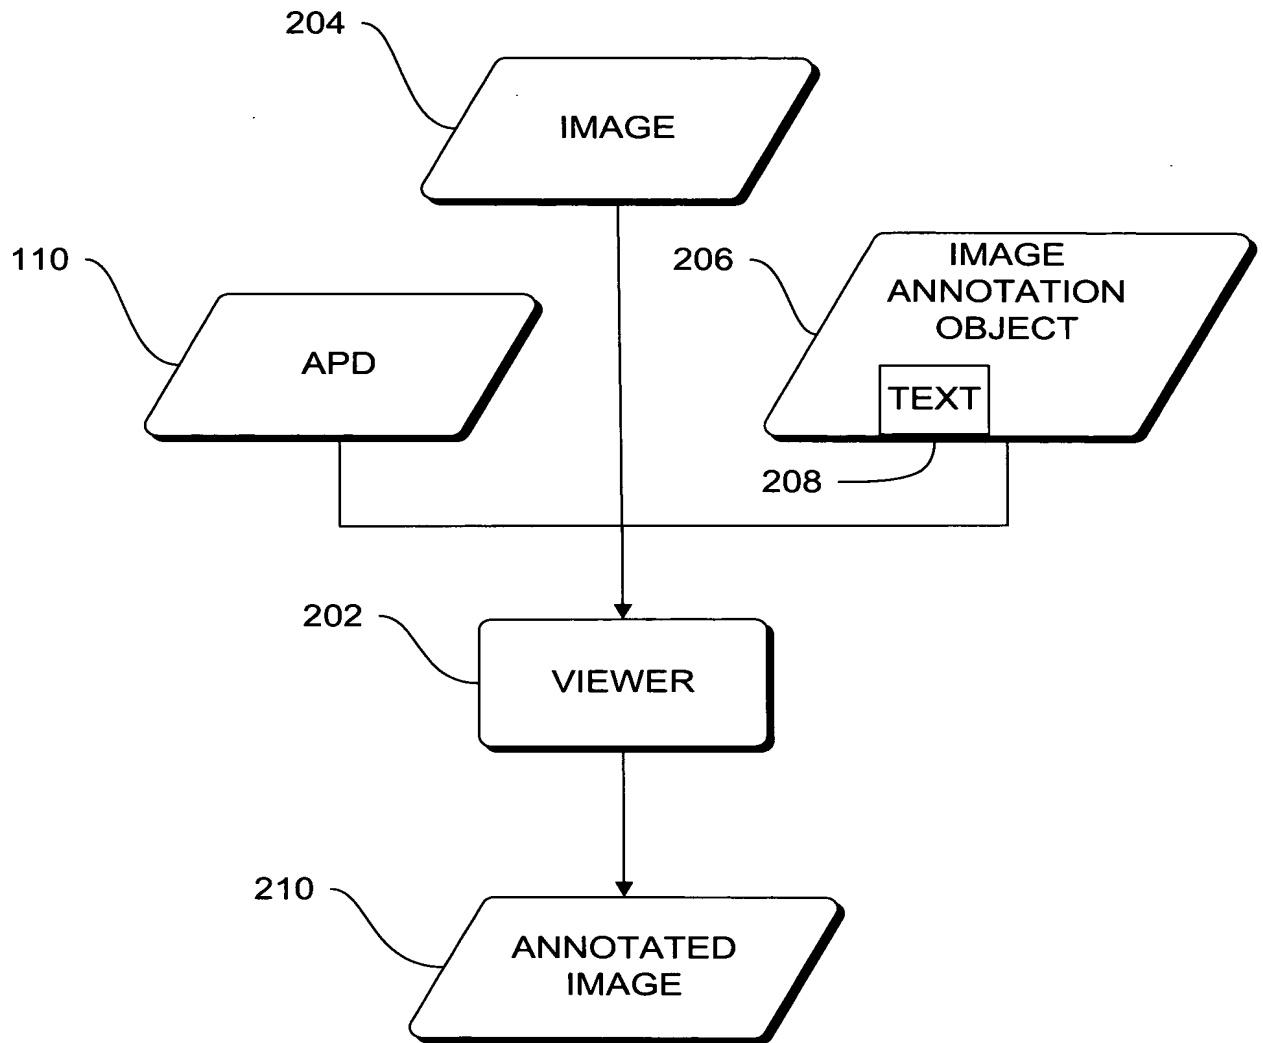 204
IMAGE
110
APD
206
IMAGE
ANNOTATION
OBJECT
TEXT
208
202
VIEWER
210
ANNOTATED
IMAGE